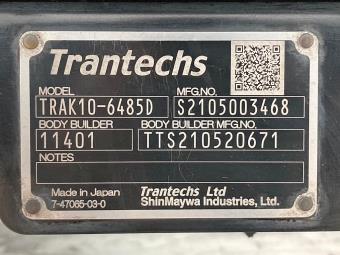 Trantechs
MODEL MFG.NO.
TRAK10-6485D S2105003468
BODY BUILDER BODY BUILDER MFG.NO.
11401 TTS210520671
NOTES
Made in Japan Trantechs Ltd
7-47065-03-0 ShinMaywa Industries, Ltd.